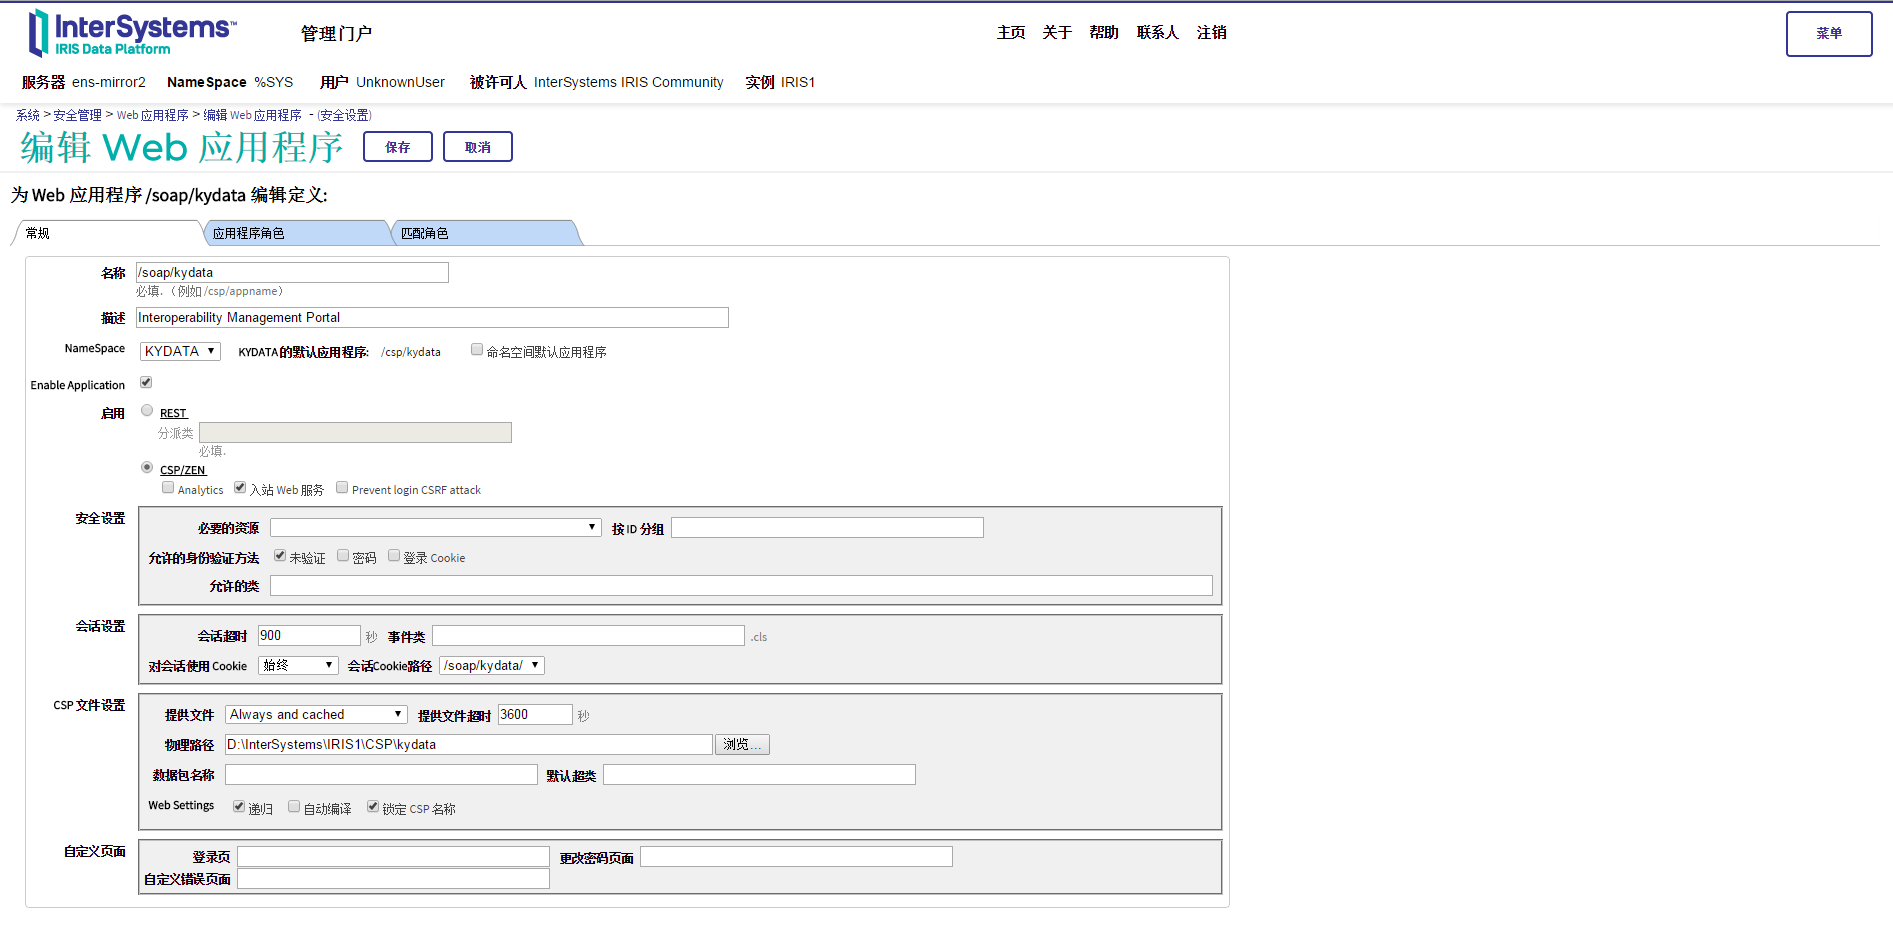 InterSystems™
IRIS Data Platform
管理门户
主页 关于 帮助 联系人 注销
菜单
服务器 ens-mirror2 NameSpace %SYS 用户 UnknownUser 被许可人 InterSystems IRIS Community 实例 IRIS1
系统 > 安全管理 > Web 应用程序 > 编辑 Web 应用程序 - (安全设置)
编辑 Web 应用程序 保存 取消
为 Web 应用程序 /soap/kydata 编辑定义:
常规 应用程序角色 匹配角色
名称 /soap/kydata
必填. （例如 /csp/appname）
描述 Interoperability Management Portal
NameSpace KYDATA ▼ KYDATA 的默认应用程序: /csp/kydata 命名空间默认应用程序
Enable Application
启用 REST
分派类
必填.
CSP/ZEN
Analytics 入站 Web 服务 Prevent login CSRF attack
安全设置
必要的资源 ▼ 按 ID 分组
允许的身份验证方法 未验证 密码 登录 Cookie
允许的类
会话设置
会话超时 900 秒 事件类 .cls
对会话使用 Cookie 始终 ▼ 会话Cookie路径 /soap/kydata/ ▼
CSP 文件设置
提供文件 Always and cached ▼ 提供文件超时 3600 秒
物理路径 D:\InterSystems\IRIS1\CSP\kydata 浏览...
数据包名称 默认超类
Web Settings 递归 自动编译 锁定 CSP 名称
自定义页面
登录页 更改密码页面
自定义错误页面